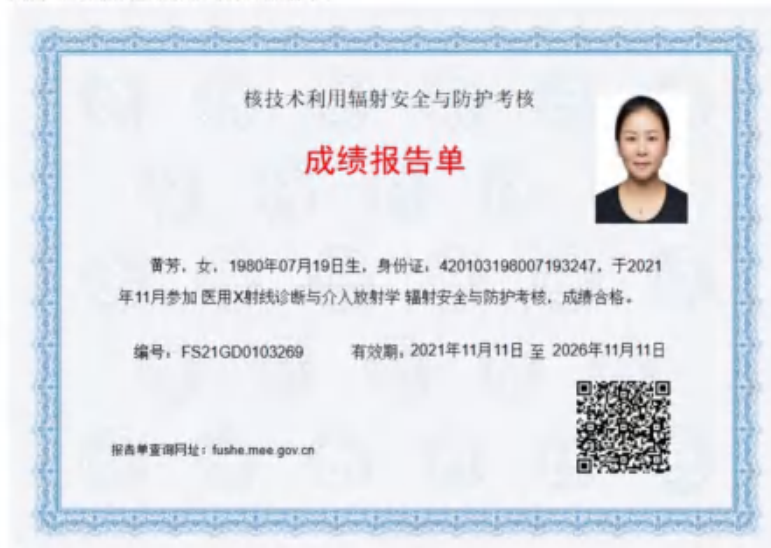 核技术利用辐射安全与防护考核
成绩报告单
黄芳，女，1980年07月19日生，身份证：420103198007193247，于2021
年11月参加 医用X射线诊断与介入放射学 辐射安全与防护考核，成绩合格。
编号：FS21GD0103269 有效期：2021年11月11日 至 2026年11月11日
报告单查询网址：fushe.mee.gov.cn